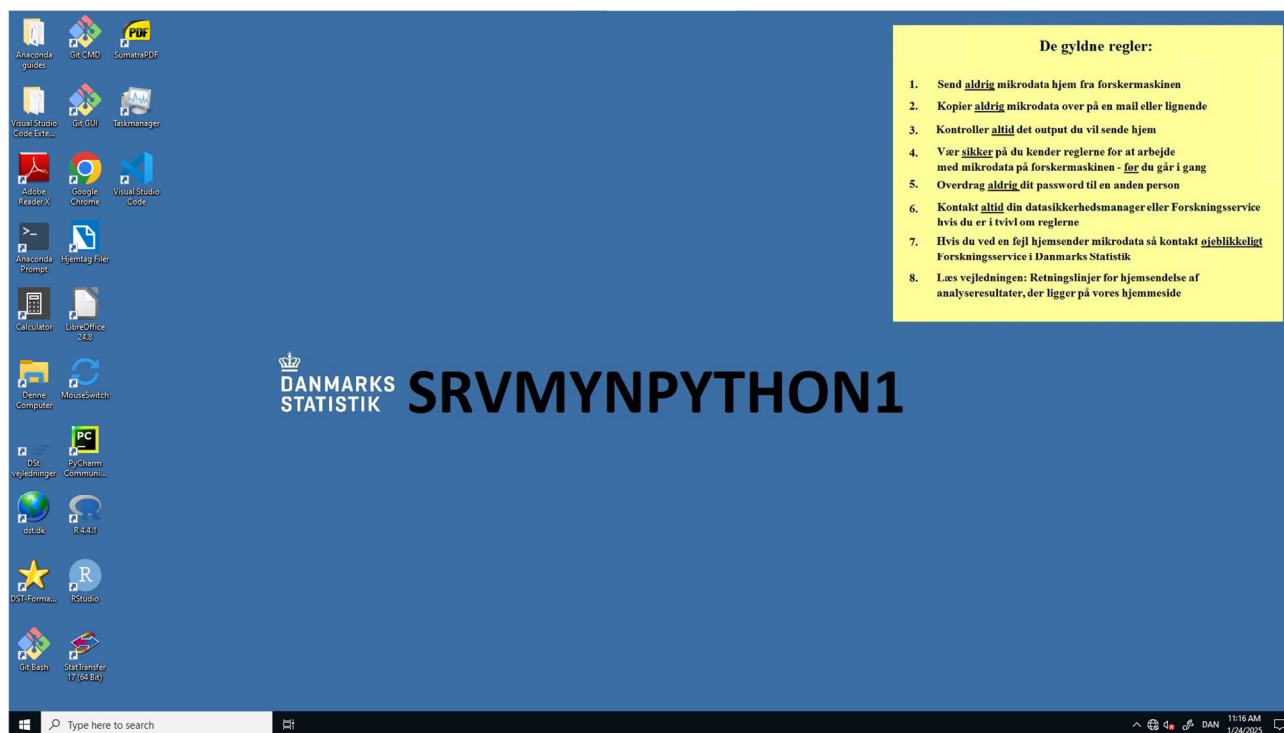 Anaconda
guides
Git CMD
SumatraPDF
Visual Studio
Code Exte...
Git GUI
Taskmanager
Adobe
Reader X
Google
Chrome
Visual Studio
Code
Anaconda
Prompt
Hjemtag Filer
Calculator
LibreOffice
24.8
Denne
Computer
MouseSwitch
DSt
vejledninger
PyCharm
Communi...
dst.dk
R 4.4.1
DST-Forma...
RStudio
Git Bash
StatTransfer
17 (64 Bit)
PDF
PC
R
De gyldne regler:
1. Send aldrig mikrodata hjem fra forskermaskinen
2. Kopier aldrig mikrodata over på en mail eller lignende
3. Kontroller altid det output du vil sende hjem
4. Vær sikker på du kender reglerne for at arbejde
med mikrodata på forskermaskinen - før du går i gang
5. Overdrag aldrig dit password til en anden person
6. Kontakt altid din datasikkerhedsmanager eller Forskningsservice
hvis du er i tvivl om reglerne
7. Hvis du ved en fejl hjemsender mikrodata så kontakt øjeblikkeligt
Forskningsservice i Danmarks Statistik
8. Læs vejledningen: Retningslinjer for hjemsendelse af
analyseresultater, der ligger på vores hjemmeside
DANMARKS
STATISTIK
SRVMYNPYTHON1
Type here to search
DAN
11:16 AM
1/24/2025